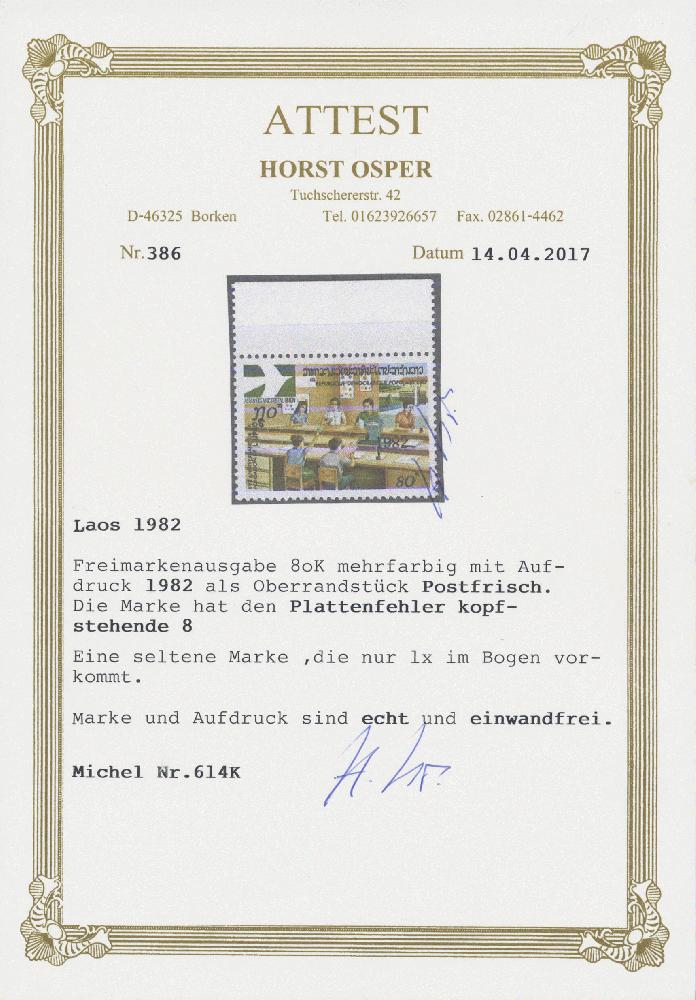 ATTEST
HORST OSPER
Tuchschererstr. 42
D-46325 Borken Tel. 01623926657 Fax. 02861-4462
Nr. 386 Datum 14.04.2017
1982
80
Laos 1982
Freimarkenausgabe 8oK mehrfarbig mit Auf-
druck 1982 als Oberrandstück Postfrisch.
Die Marke hat den Plattenfehler kopf-
stehende 8
Eine seltene Marke ,die nur 1x im Bogen vor-
kommt.
Marke und Aufdruck sind echt und einwandfrei.
Michel Nr.614K